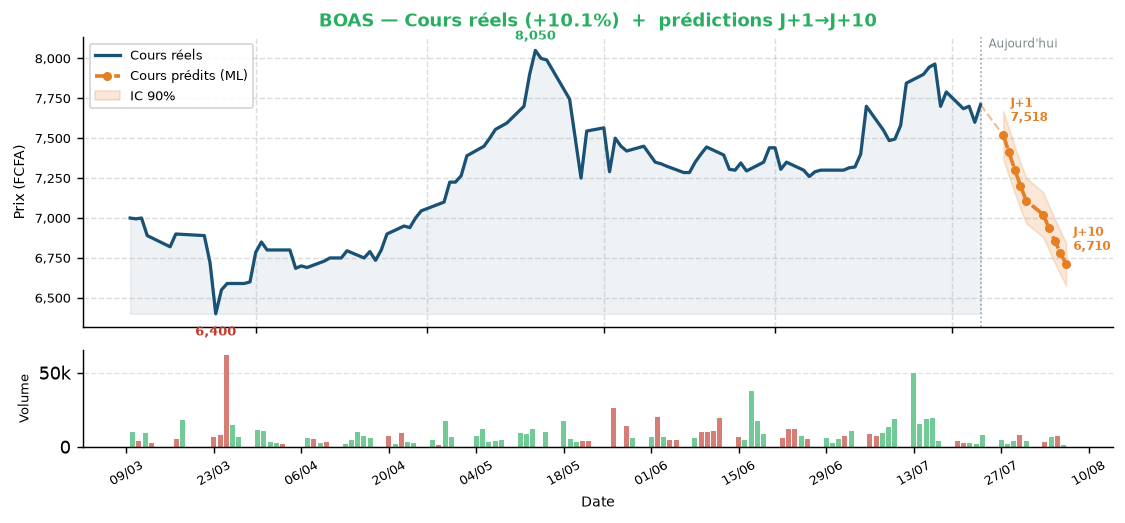 BOAS — Cours réels (+10.1%)  +  prédictions J+1→J+10
8,050
Aujourd'hui
Cours réels
Cours prédits (ML)
IC 90%
8,000
7,750
7,500
7,250
7,000
6,750
6,500
Prix (FCFA)
J+1
7,518
J+10
6,710
6,400
50k
0
Volume
09/03
23/03
06/04
20/04
04/05
18/05
01/06
15/06
29/06
13/07
27/07
10/08
Date